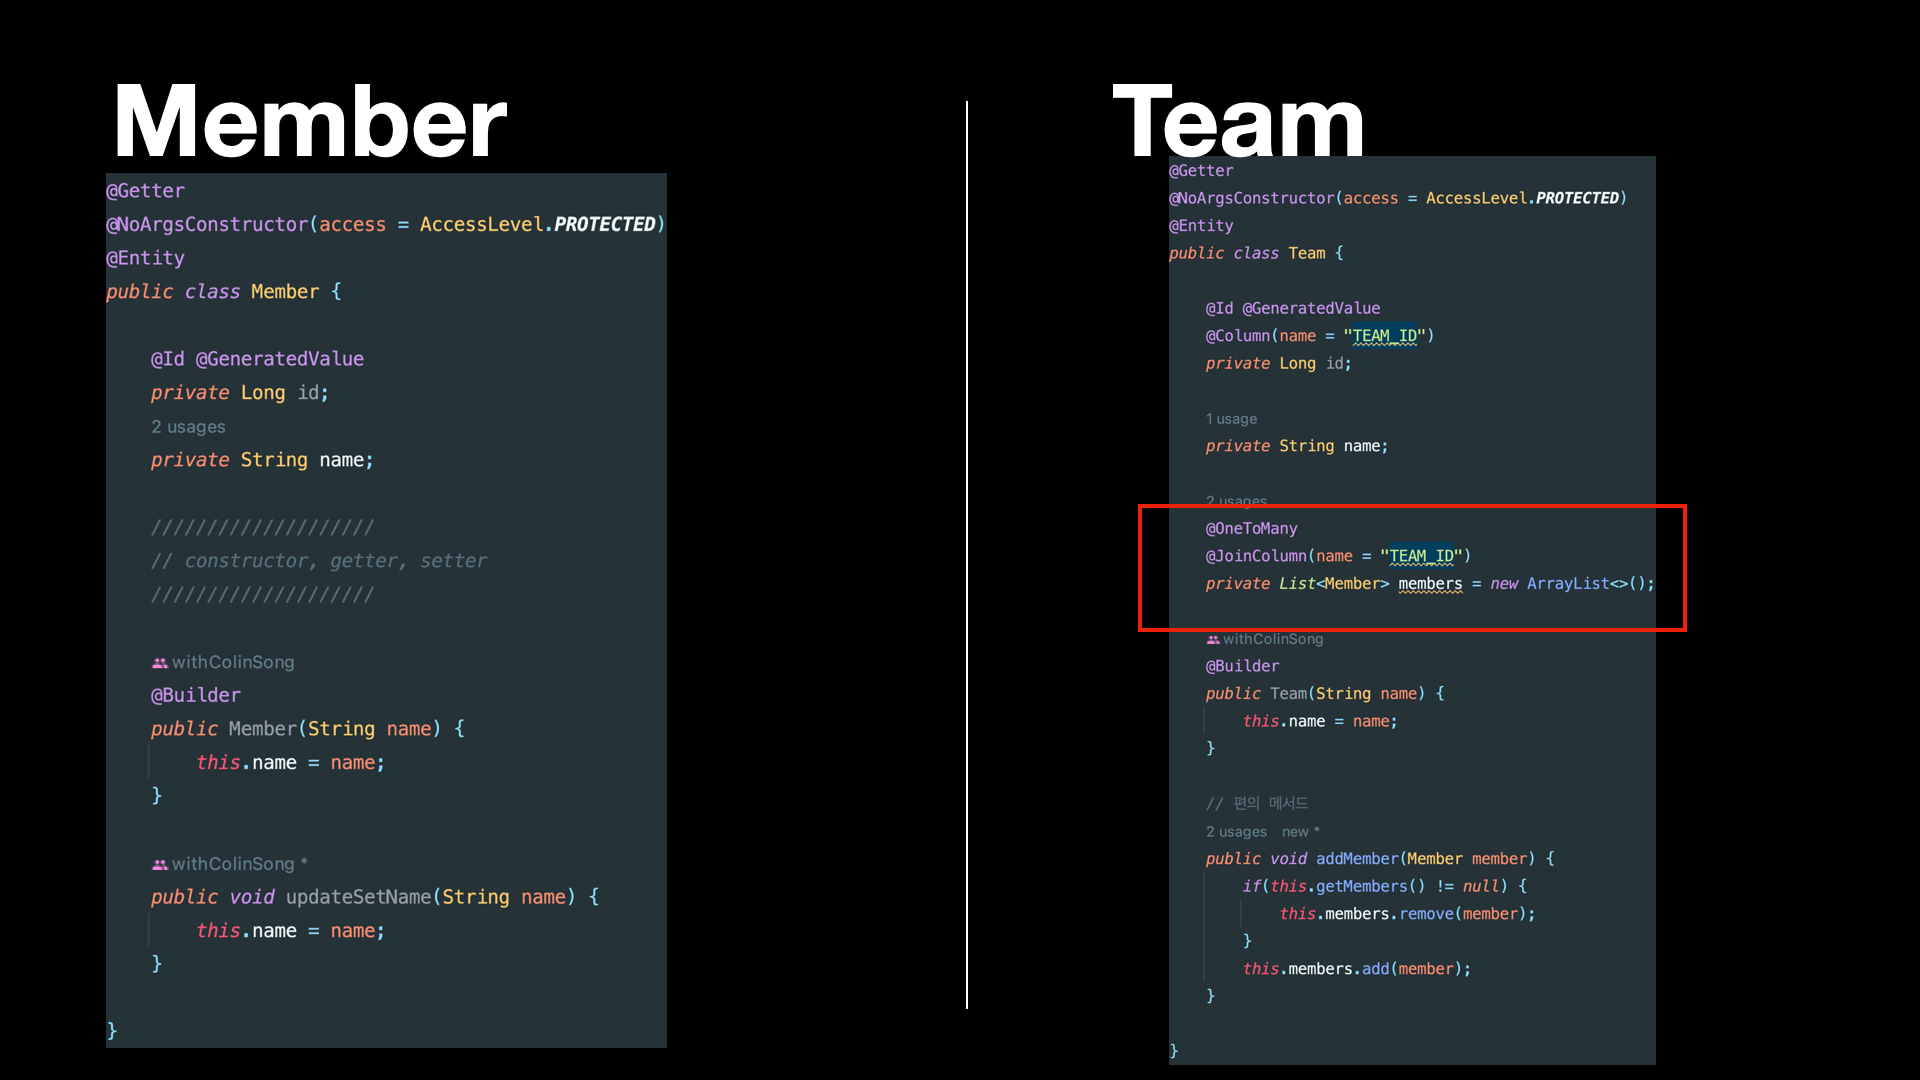 Member
@Getter
@NoArgsConstructor(access = AccessLevel.PROTECTED)
@Entity
public class Member {
@Id @GeneratedValue
private Long id;
2 usages
private String name;
////////////////////
// constructor, getter, setter
////////////////////
withColinSong
@Builder
public Member(String name) {
this.name = name;
}
withColinSong *
public void updateSetName(String name) {
this.name = name;
}
}
Team
@Getter
@NoArgsConstructor(access = AccessLevel.PROTECTED)
@Entity
public class Team {
@Id @GeneratedValue
@Column(name = "TEAM_ID")
private Long id;
1 usage
private String name;
2 usages
@OneToMany
@JoinColumn(name = "TEAM_ID")
private List<Member> members = new ArrayList<>();
withColinSong
@Builder
public Team(String name) {
this.name = name;
}
// 편의 메서드
2 usages new *
public void addMember(Member member) {
if(this.getMembers() != null) {
this.members.remove(member);
}
this.members.add(member);
}
}